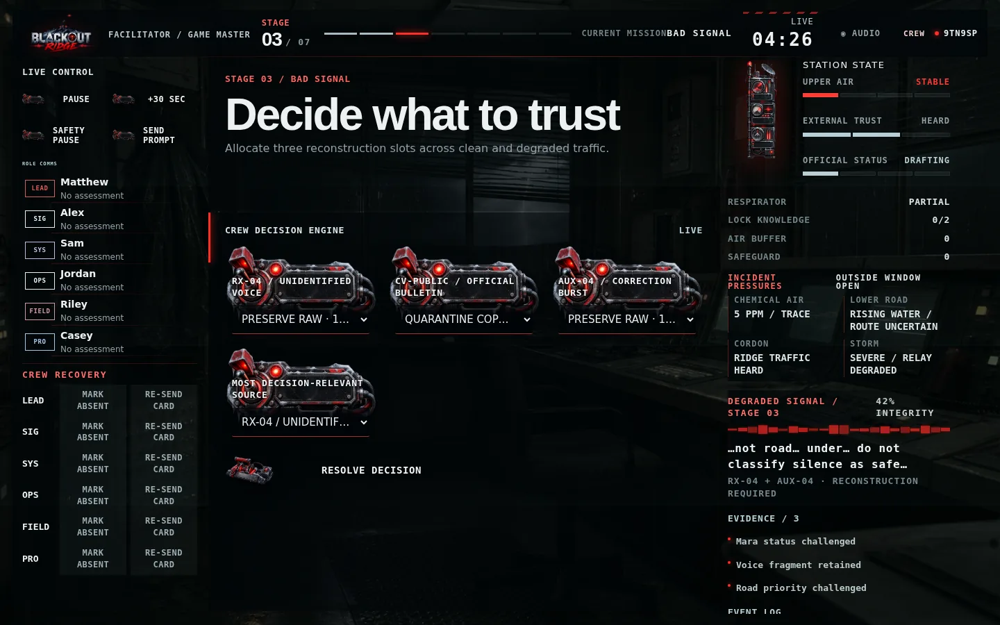 BLACKOUT
RIDGE
FACILITATOR / GAME MASTER
STAGE
03 / 07
CURRENT MISSION BAD SIGNAL
LIVE
04:26
AUDIO
CREW
9TN9SP
LIVE CONTROL
PAUSE
+30 SEC
SAFETY
PAUSE
SEND
PROMPT
ROLE COMMS
LEAD
Matthew
No assessment
SIG
Alex
No assessment
SYS
Sam
No assessment
OPS
Jordan
No assessment
FIELD
Riley
No assessment
PRO
Casey
No assessment
CREW RECOVERY
LEAD
MARK
ABSENT
RE-SEND
CARD
SIG
MARK
ABSENT
RE-SEND
CARD
SYS
MARK
ABSENT
RE-SEND
CARD
OPS
MARK
ABSENT
RE-SEND
CARD
FIELD
MARK
ABSENT
RE-SEND
CARD
PRO
MARK
ABSENT
RE-SEND
CARD
STAGE 03 / BAD SIGNAL
Decide what to trust
Allocate three reconstruction slots across clean and degraded traffic.
CREW DECISION ENGINE
LIVE
RX-04 / UNIDENTIFIED
VOICE
PRESERVE RAW · 1…
CV-PUBLIC / OFFICIAL
BULLETIN
QUARANTINE COP…
AUX-04 / CORRECTION
BURST
PRESERVE RAW · 1…
MOST DECISION-RELEVANT
SOURCE
RX-04 / UNIDENTIF…
RESOLVE DECISION
STATION STATE
UPPER AIR STABLE
EXTERNAL TRUST HEARD
OFFICIAL STATUS DRAFTING
RESPIRATOR PARTIAL
LOCK KNOWLEDGE 0/2
AIR BUFFER 0
SAFEGUARD 0
INCIDENT
PRESSURES
OUTSIDE WINDOW
OPEN
CHEMICAL AIR
5 PPM / TRACE
LOWER ROAD
RISING WATER /
ROUTE UNCERTAIN
CORDON
RIDGE TRAFFIC
HEARD
STORM
SEVERE / RELAY
DEGRADED
DEGRADED SIGNAL /
STAGE 03
42%
INTEGRITY
…not road… under… do not
classify silence as safe…
RX-04 + AUX-04 · RECONSTRUCTION
REQUIRED
EVIDENCE / 3
Mara status challenged
Voice fragment retained
Road priority challenged
EVENT LOG